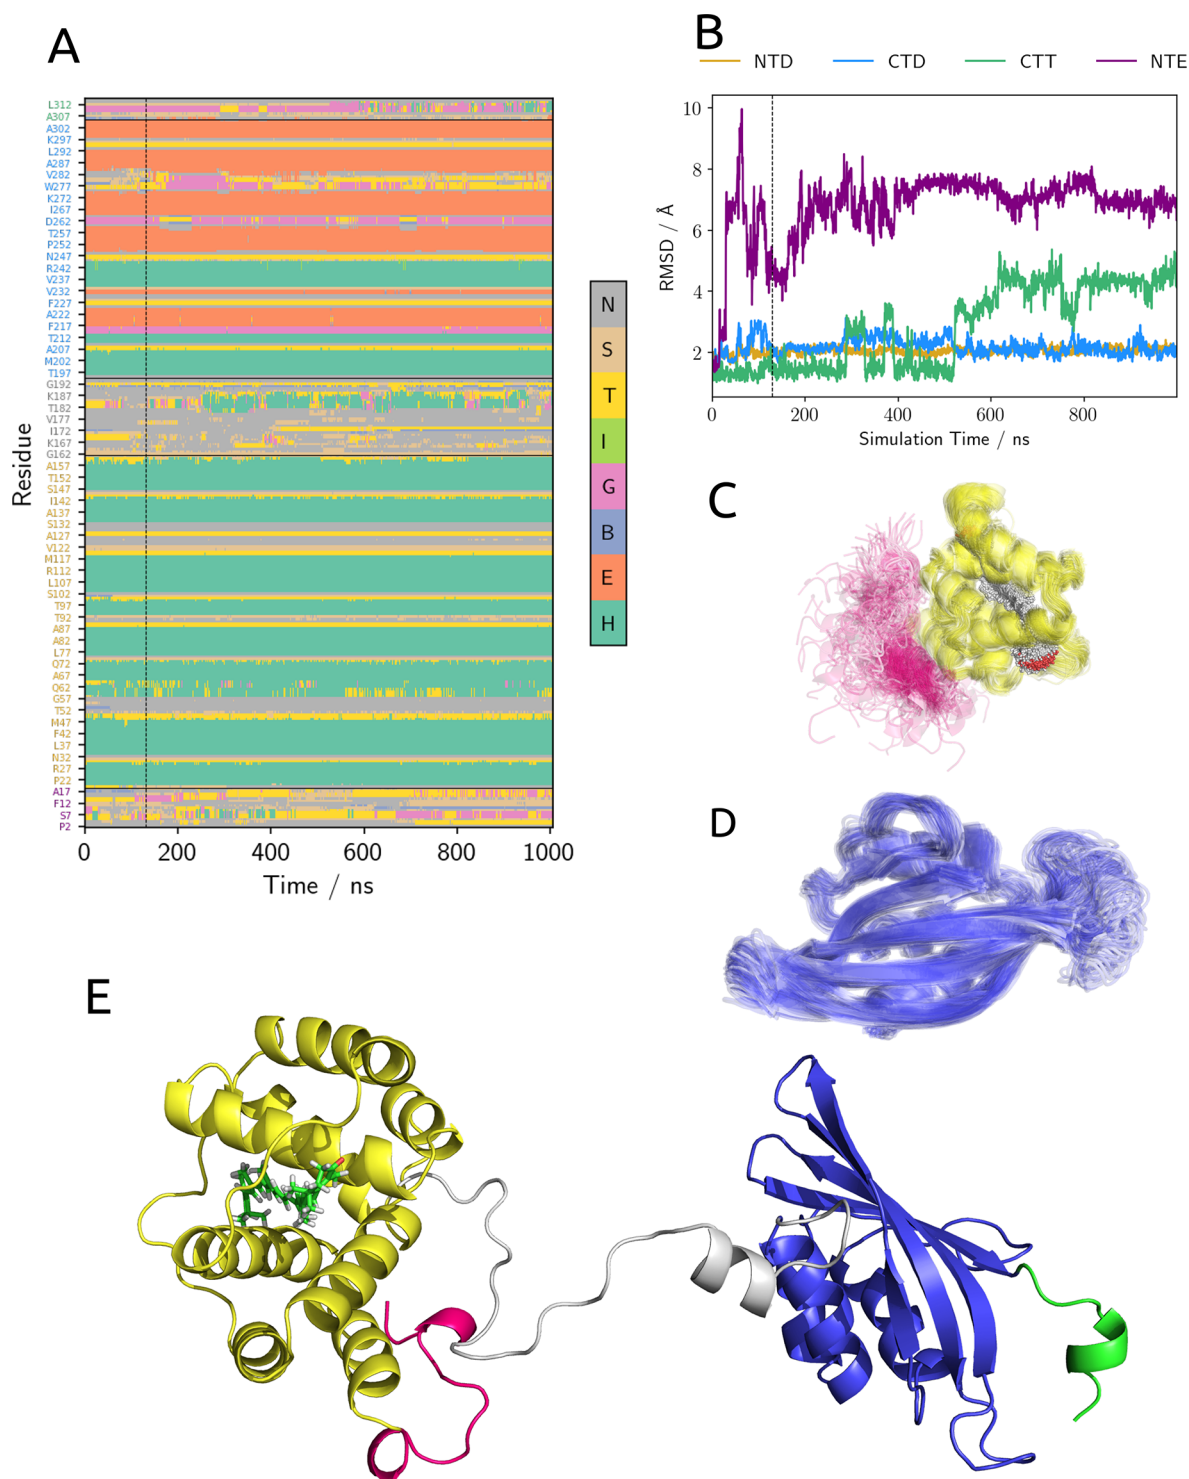 A
L312
A307
A302
K297
L292
A287
V282
W277
K272
I267
D262
T257
P252
N247
R242
V237
V232
F227
A222
F217
T212
A207
M202
T197
G192
K187
T182
V177
I172
K167
G162
A157
T152
S147
I142
A137
S132
A127
V122
M117
R112
L107
S102
T97
T92
A87
A82
L77
Q72
A67
Q62
G57
T52
M47
F42
L37
N32
R27
P22
A17
F12
S7
P2
Residue
0 200 400 600 800 1000
Time / ns
N
S
T
I
G
B
E
H
B
NTD CTD CTT NTE
10
8
6
4
2
RMSD / Å
0 200 400 600 800
Simulation Time / ns
C
D
E